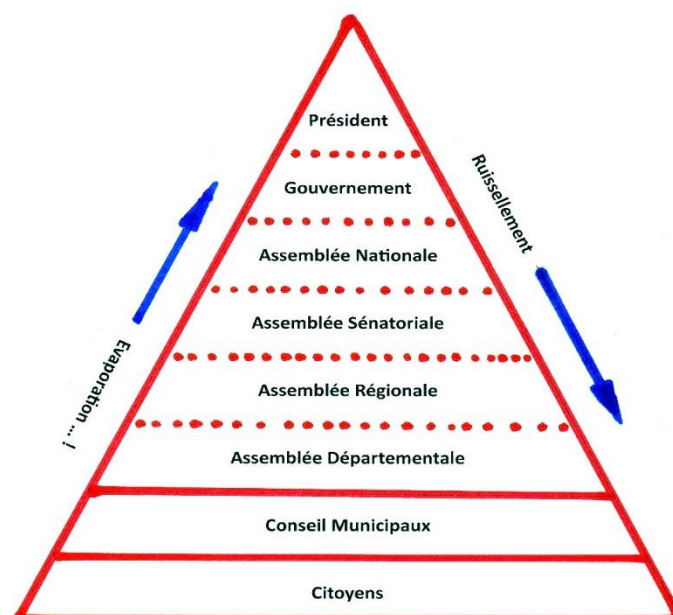 Président
Gouvernement
Assemblée Nationale
Assemblée Sénatoriale
Assemblée Régionale
Assemblée Départementale
Conseil Municipaux
Citoyens
Evaporation ... !
Ruissellement